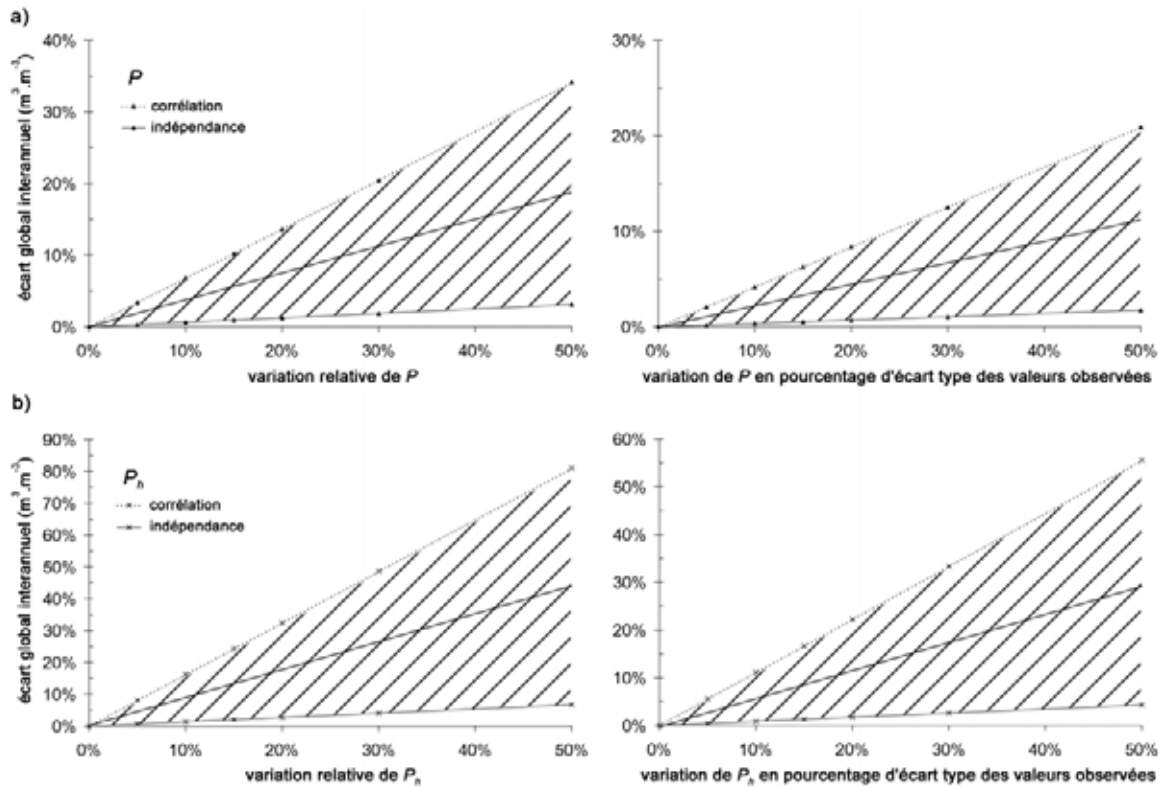 a)
40%
30%
20%
10%
0%
écart global interannuel (m³.m⁻³)
P
corrélation
indépendance
0% 10% 20% 30% 40% 50%
variation relative de P
30%
20%
10%
0%
0% 10% 20% 30% 40% 50%
variation de P en pourcentage d'écart type des valeurs observées
b)
90%
80%
70%
60%
50%
40%
30%
20%
10%
0%
écart global interannuel (m³.m⁻³)
Pₕ
corrélation
indépendance
0% 10% 20% 30% 40% 50%
variation relative de Pₕ
60%
50%
40%
30%
20%
10%
0%
0% 10% 20% 30% 40% 50%
variation de Pₕ en pourcentage d'écart type des valeurs observées